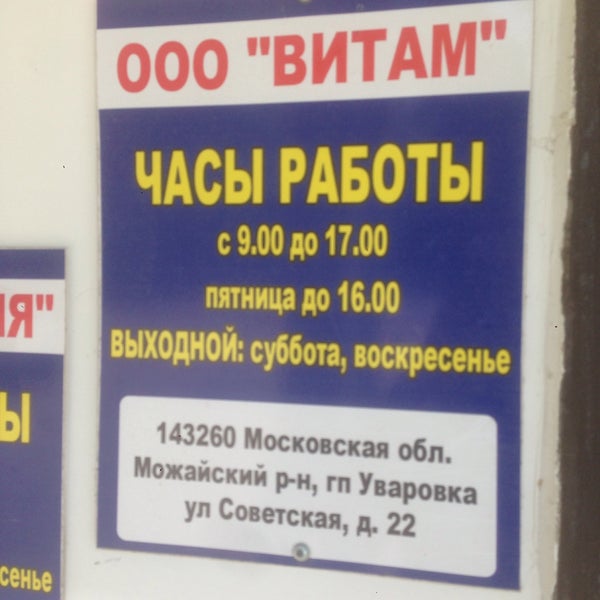 ООО "ВИТАМ"
ЧАСЫ РАБОТЫ
с 9.00 до 17.00
пятница до 16.00
ВЫХОДНОЙ: суббота, воскресенье
143260 Московская обл.
Можайский р-н, гп Уваровка
ул Советская, д. 22